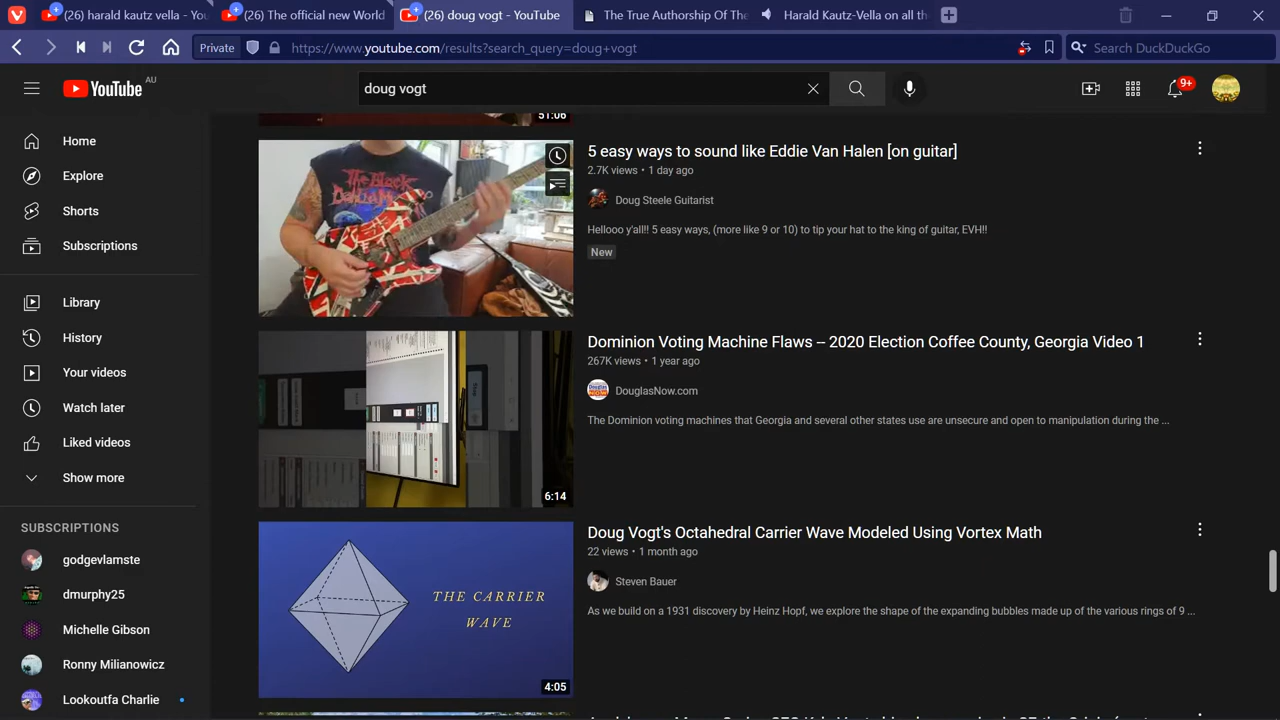 (26) harald kautz vella - You
(26) The official new World
(26) doug vogt - YouTube
The True Authorship Of The
Harald Kautz-Vella on all th
Private
https://www.youtube.com/results?search_query=doug+vogt
Search DuckDuckGo
YouTube
AU
doug vogt
9+
Home
Explore
Shorts
Subscriptions
Library
History
Your videos
Watch later
Liked videos
Show more
SUBSCRIPTIONS
godgevlamste
dmurphy25
Michelle Gibson
Ronny Milianowicz
Lookoutfa Charlie
51:06
The Black
Dahlia
5 easy ways to sound like Eddie Van Halen [on guitar]
2.7K views • 1 day ago
Doug Steele Guitarist
Hellooo y'all!! 5 easy ways, (more like 9 or 10) to tip your hat to the king of guitar, EVH!!
New
6:14
Dominion Voting Machine Flaws -- 2020 Election Coffee County, Georgia Video 1
267K views • 1 year ago
DouglasNow.com
The Dominion voting machines that Georgia and several other states use are unsecure and open to manipulation during the ...
THE CARRIER
WAVE
4:05
Doug Vogt's Octahedral Carrier Wave Modeled Using Vortex Math
22 views • 1 month ago
Steven Bauer
As we build on a 1931 discovery by Heinz Hopf, we explore the shape of the expanding bubbles made up of the various rings of 9 ...